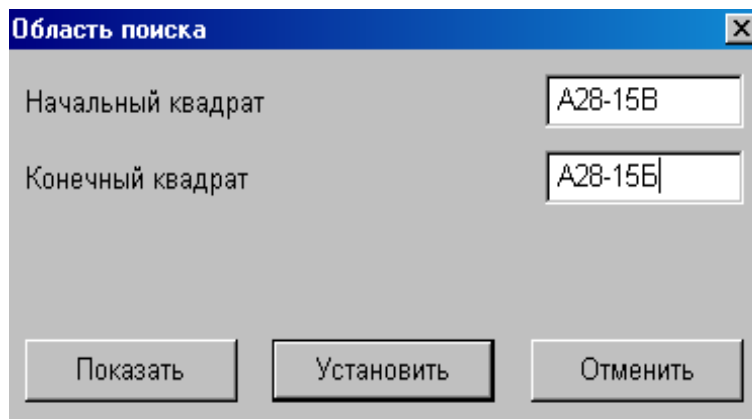 Область поиска
Начальный квадрат А28-15В
Конечный квадрат А28-15Б
Показать Установить Отменить